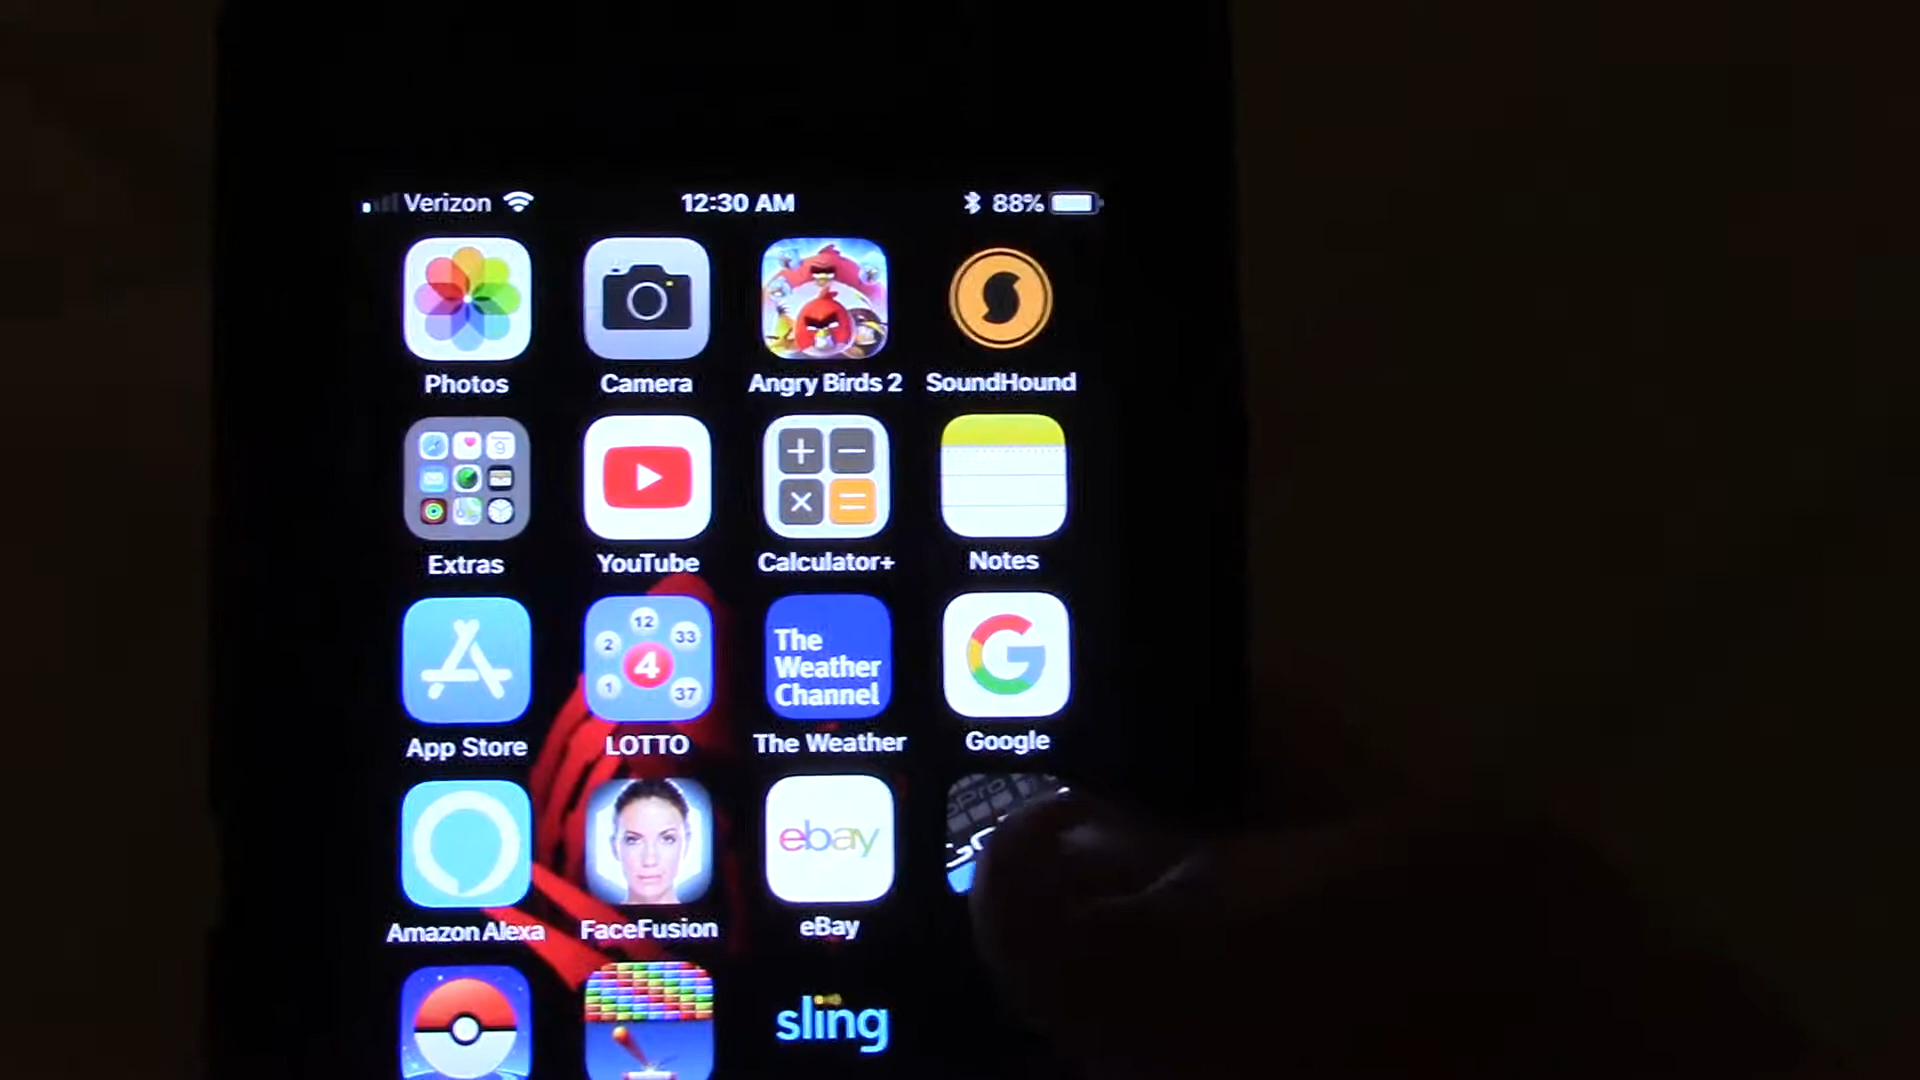 Verizon 12:30 AM 88%
Photos Camera Angry Birds 2 SoundHound
9
Extras YouTube Calculator+ Notes
12
2 33
4
1 37
The
Weather
Channel
G
App Store LOTTO The Weather Google
ebay
Amazon Alexa FaceFusion eBay
sling